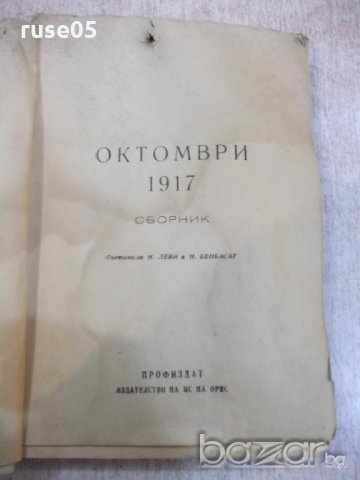 ruse05
ОКТОМВРИ
1917
СБОРНИК
Съставили Н. ЛЕВИ и Н. БЕНБАСАТ
ПРОФИЗДАТ
ИЗДАТЕЛСТВО НА ЦС НА ОРПС
bazar.bg